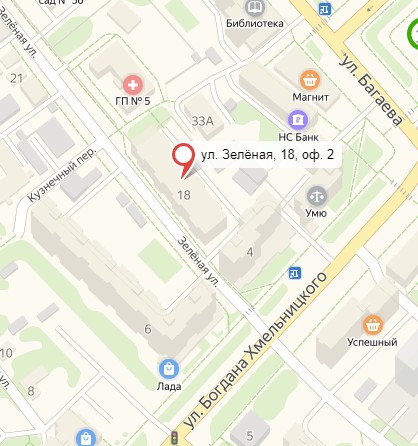 сад № 56
Зелёная ул.
Библиотека
ул. Багаева
21
ГП № 5
Магнит
33А
НС Банк
ул. Зелёная, 18, оф. 2
Кузнечный пер.
18
Умю
Зелёная ул.
4
ул. Богдана Хмельницкого
6
Успешный
10
Лада
8
5